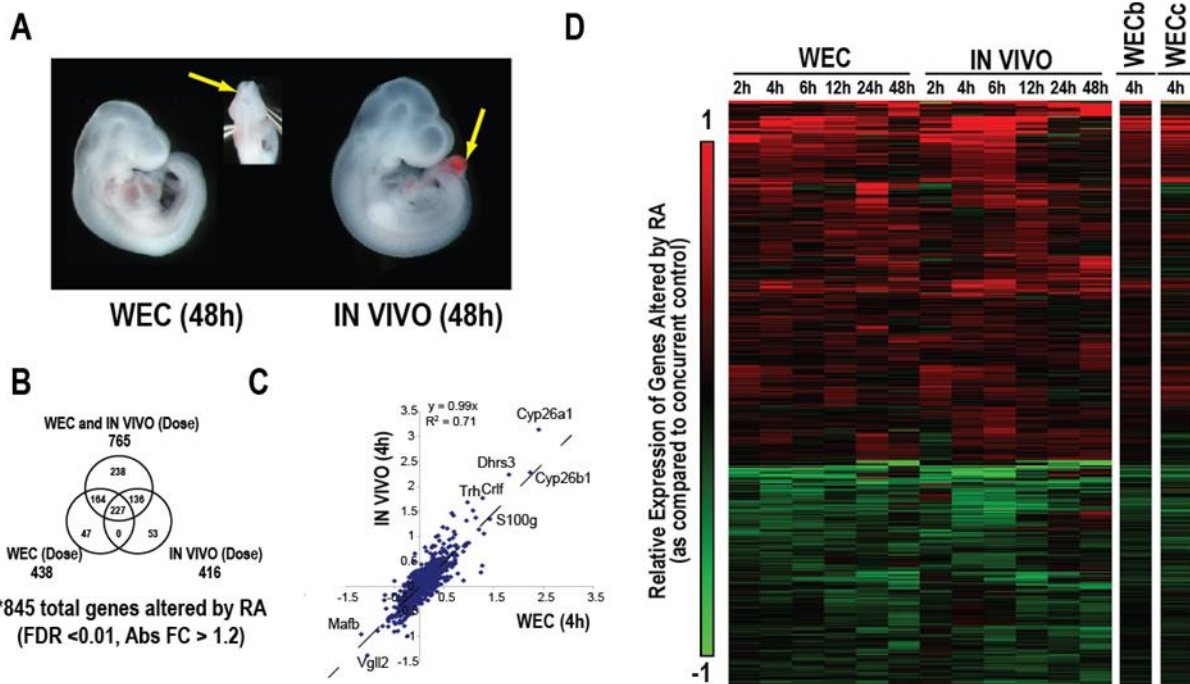 A
WEC (48h)
IN VIVO (48h)
B
WEC and IN VIVO (Dose)
765
238
164
136
227
47
0
53
WEC (Dose)
438
IN VIVO (Dose)
416
*845 total genes altered by RA
(FDR <0.01, Abs FC > 1.2)
C
y = 0.99x
R² = 0.71
IN VIVO (4h)
3.5
3
2.5
2
1.5
1
0.5
-1
-1.5
-1.5
-0.5
0.5
1.5
2.5
3.5
WEC (4h)
Cyp26a1
Dhrs3
Cyp26b1
Trh
Crlf
S100g
Mafb
Vgll2
D
WEC
IN VIVO
WECb
WECc
2h 4h 6h 12h 24h 48h 2h 4h 6h 12h 24h 48h 4h 4h
1
-1
Relative Expression of Genes Altered by RA
(as compared to concurrent control)